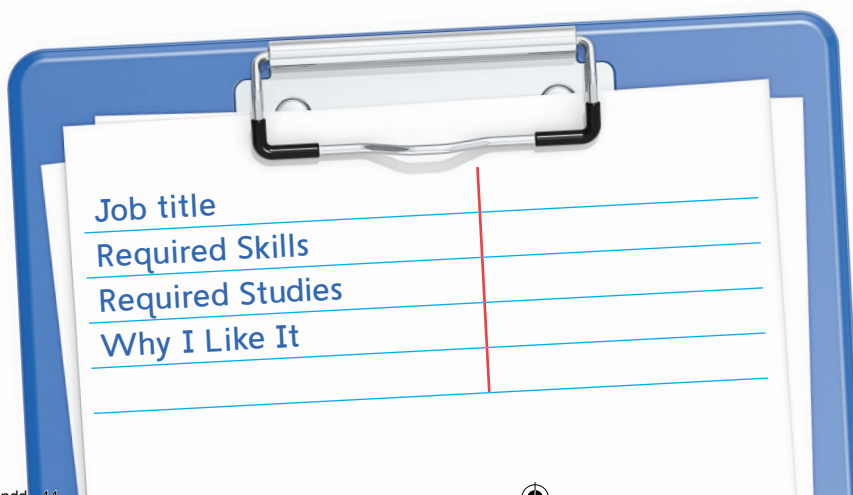 Job title
Required Skills
Required Studies
Why I Like It